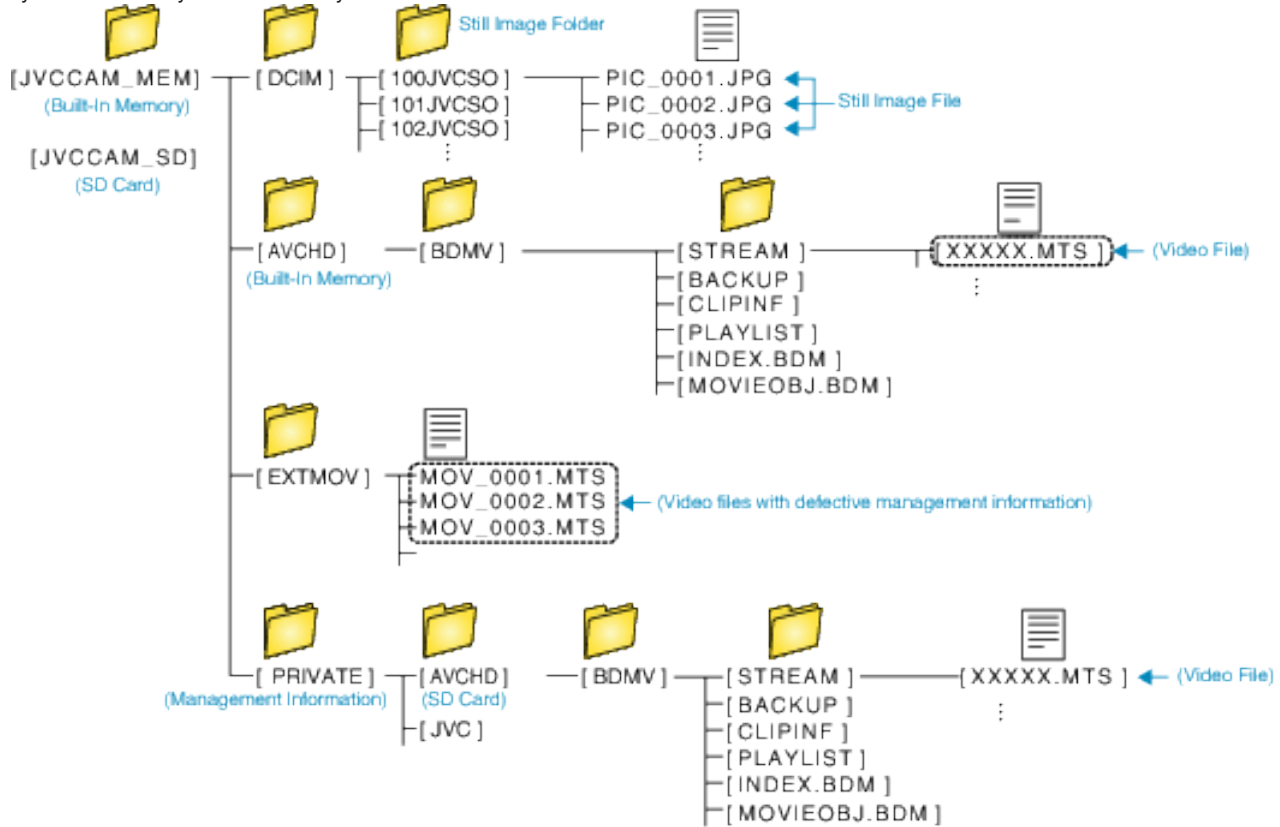 Still Image Folder
[JVCCAM_MEM]
(Built-In Memory)
[JVCCAM_SD]
(SD Card)
[DCIM]
[100JVCSO]
[101JVCSO]
[102JVCSO]
PIC_0001.JPG
PIC_0002.JPG
PIC_0003.JPG
Still Image File
[AVCHD]
(Built-In Memory)
[BDMV]
[STREAM]
[BACKUP]
[CLIPINF]
[PLAYLIST]
[INDEX.BDM]
[MOVIEOBJ.BDM]
[XXXXX.MTS]
(Video File)
[EXTMOV]
MOV_0001.MTS
MOV_0002.MTS
MOV_0003.MTS
(Video files with defective management information)
[PRIVATE]
(Management Information)
[AVCHD]
(SD Card)
[JVC]
[BDMV]
[STREAM]
[BACKUP]
[CLIPINF]
[PLAYLIST]
[INDEX.BDM]
[MOVIEOBJ.BDM]
[XXXXX.MTS]
(Video File)